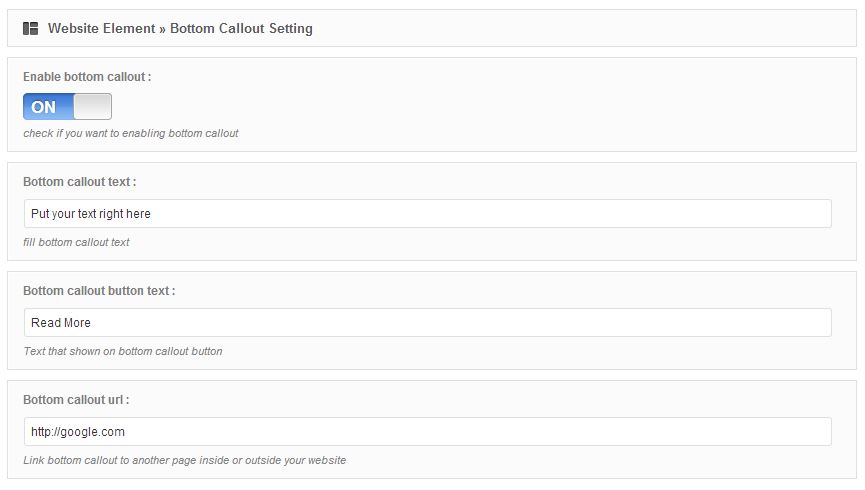 Website Element » Bottom Callout Setting
Enable bottom callout :
ON
check if you want to enabling bottom callout
Bottom callout text :
Put your text right here
fill bottom callout text
Bottom callout button text :
Read More
Text that shown on bottom callout button
Bottom callout url :
http://google.com
Link bottom callout to another page inside or outside your website